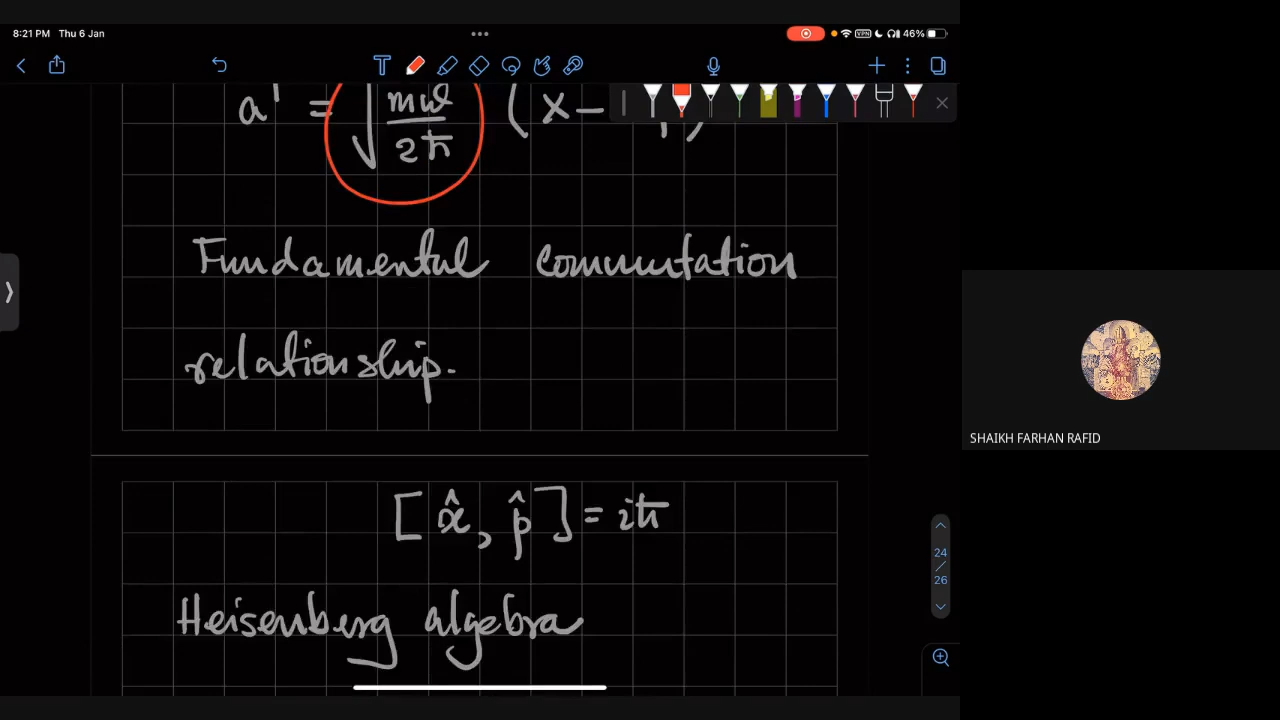 8:21 PM Thu 6 Jan
VPN 46%
a† = √(mω/2ħ) (x –
Fundamental commutation
relationship.
[x̂, p̂] = iħ
Heisenberg algebra
24
/
26
SHAIKH FARHAN RAFID